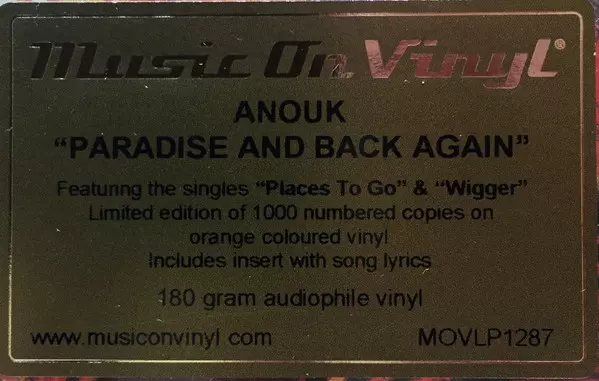 Music On Vinyl®
ANOUK
"PARADISE AND BACK AGAIN"
Featuring the singles "Places To Go" & "Wigger"
Limited edition of 1000 numbered copies on
orange coloured vinyl
Includes insert with song lyrics
180 gram audiophile vinyl
www.musiconvinyl.com
MOVLP1287